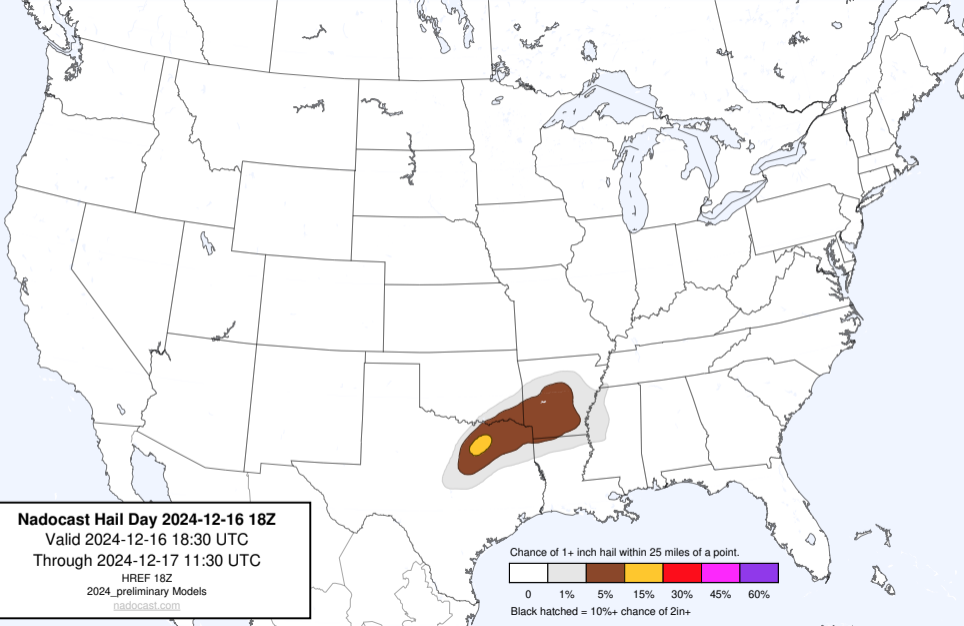 Nadocast Hail Day 2024-12-16 18Z
Valid 2024-12-16 18:30 UTC
Through 2024-12-17 11:30 UTC
HREF 18Z
2024_preliminary Models
nadocast.com
Chance of 1+ inch hail within 25 miles of a point.
0 1% 5% 15% 30% 45% 60%
Black hatched = 10%+ chance of 2in+